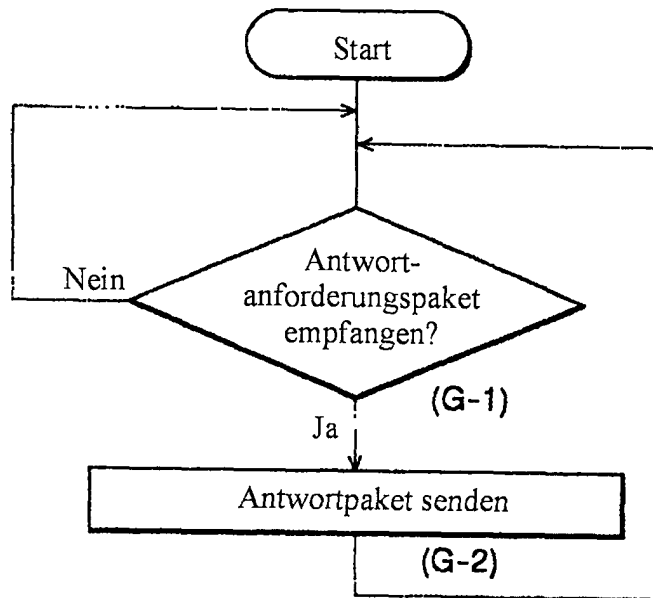 Start
Nein
Antwort-
anforderungspaket
empfangen?
(G-1)
Ja
Antwortpaket senden
(G-2)